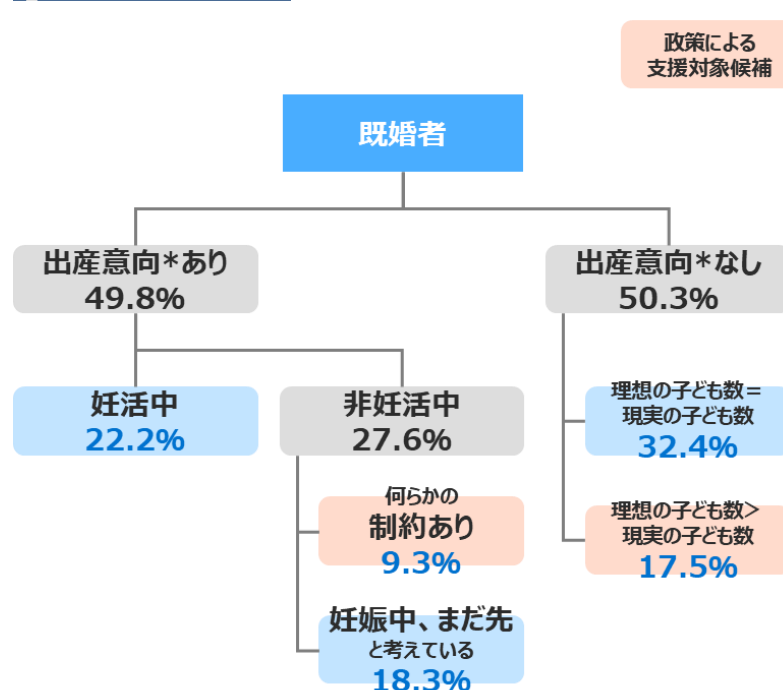 政策による
支援対象候補
既婚者
出産意向*あり
49.8%
出産意向*なし
50.3%
妊活中
22.2%
非妊活中
27.6%
理想の子ども数＝
現実の子ども数
32.4%
何らかの
制約あり
9.3%
理想の子ども数＞
現実の子ども数
17.5%
妊娠中、まだ先
と考えている
18.3%